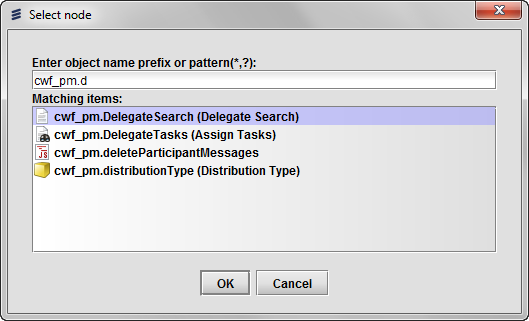 Select node
Enter object name prefix or pattern(*,?):
cwf_pm.d
Matching items:
cwf_pm.DelegateSearch (Delegate Search)
cwf_pm.DelegateTasks (Assign Tasks)
JS cwf_pm.deleteParticipantMessages
cwf_pm.distributionType (Distribution Type)
OK Cancel